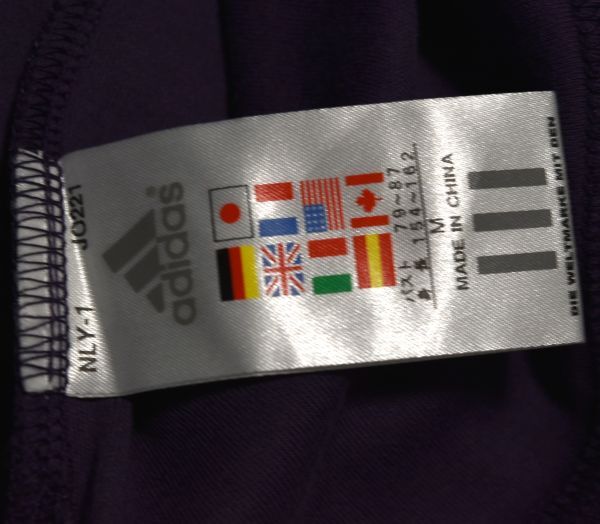 NLY-1 JO221
adidas®
バスト 79~87
身長 154~162
M
MADE IN CHINA
DIE WELTMARKE MIT DEN